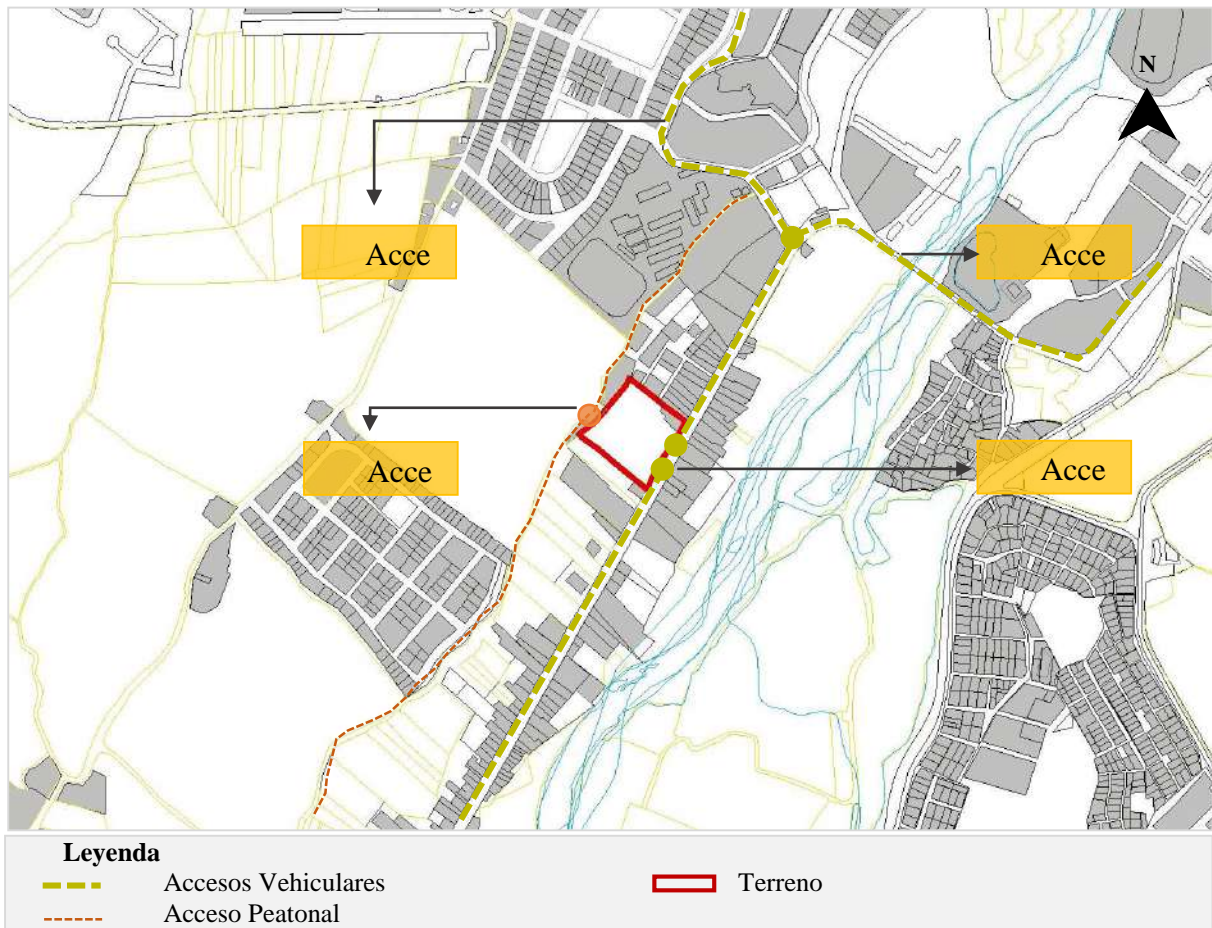 N
Acce
Acce
Acce
Acce
Leyenda
Accesos Vehiculares
Terreno
Acceso Peatonal